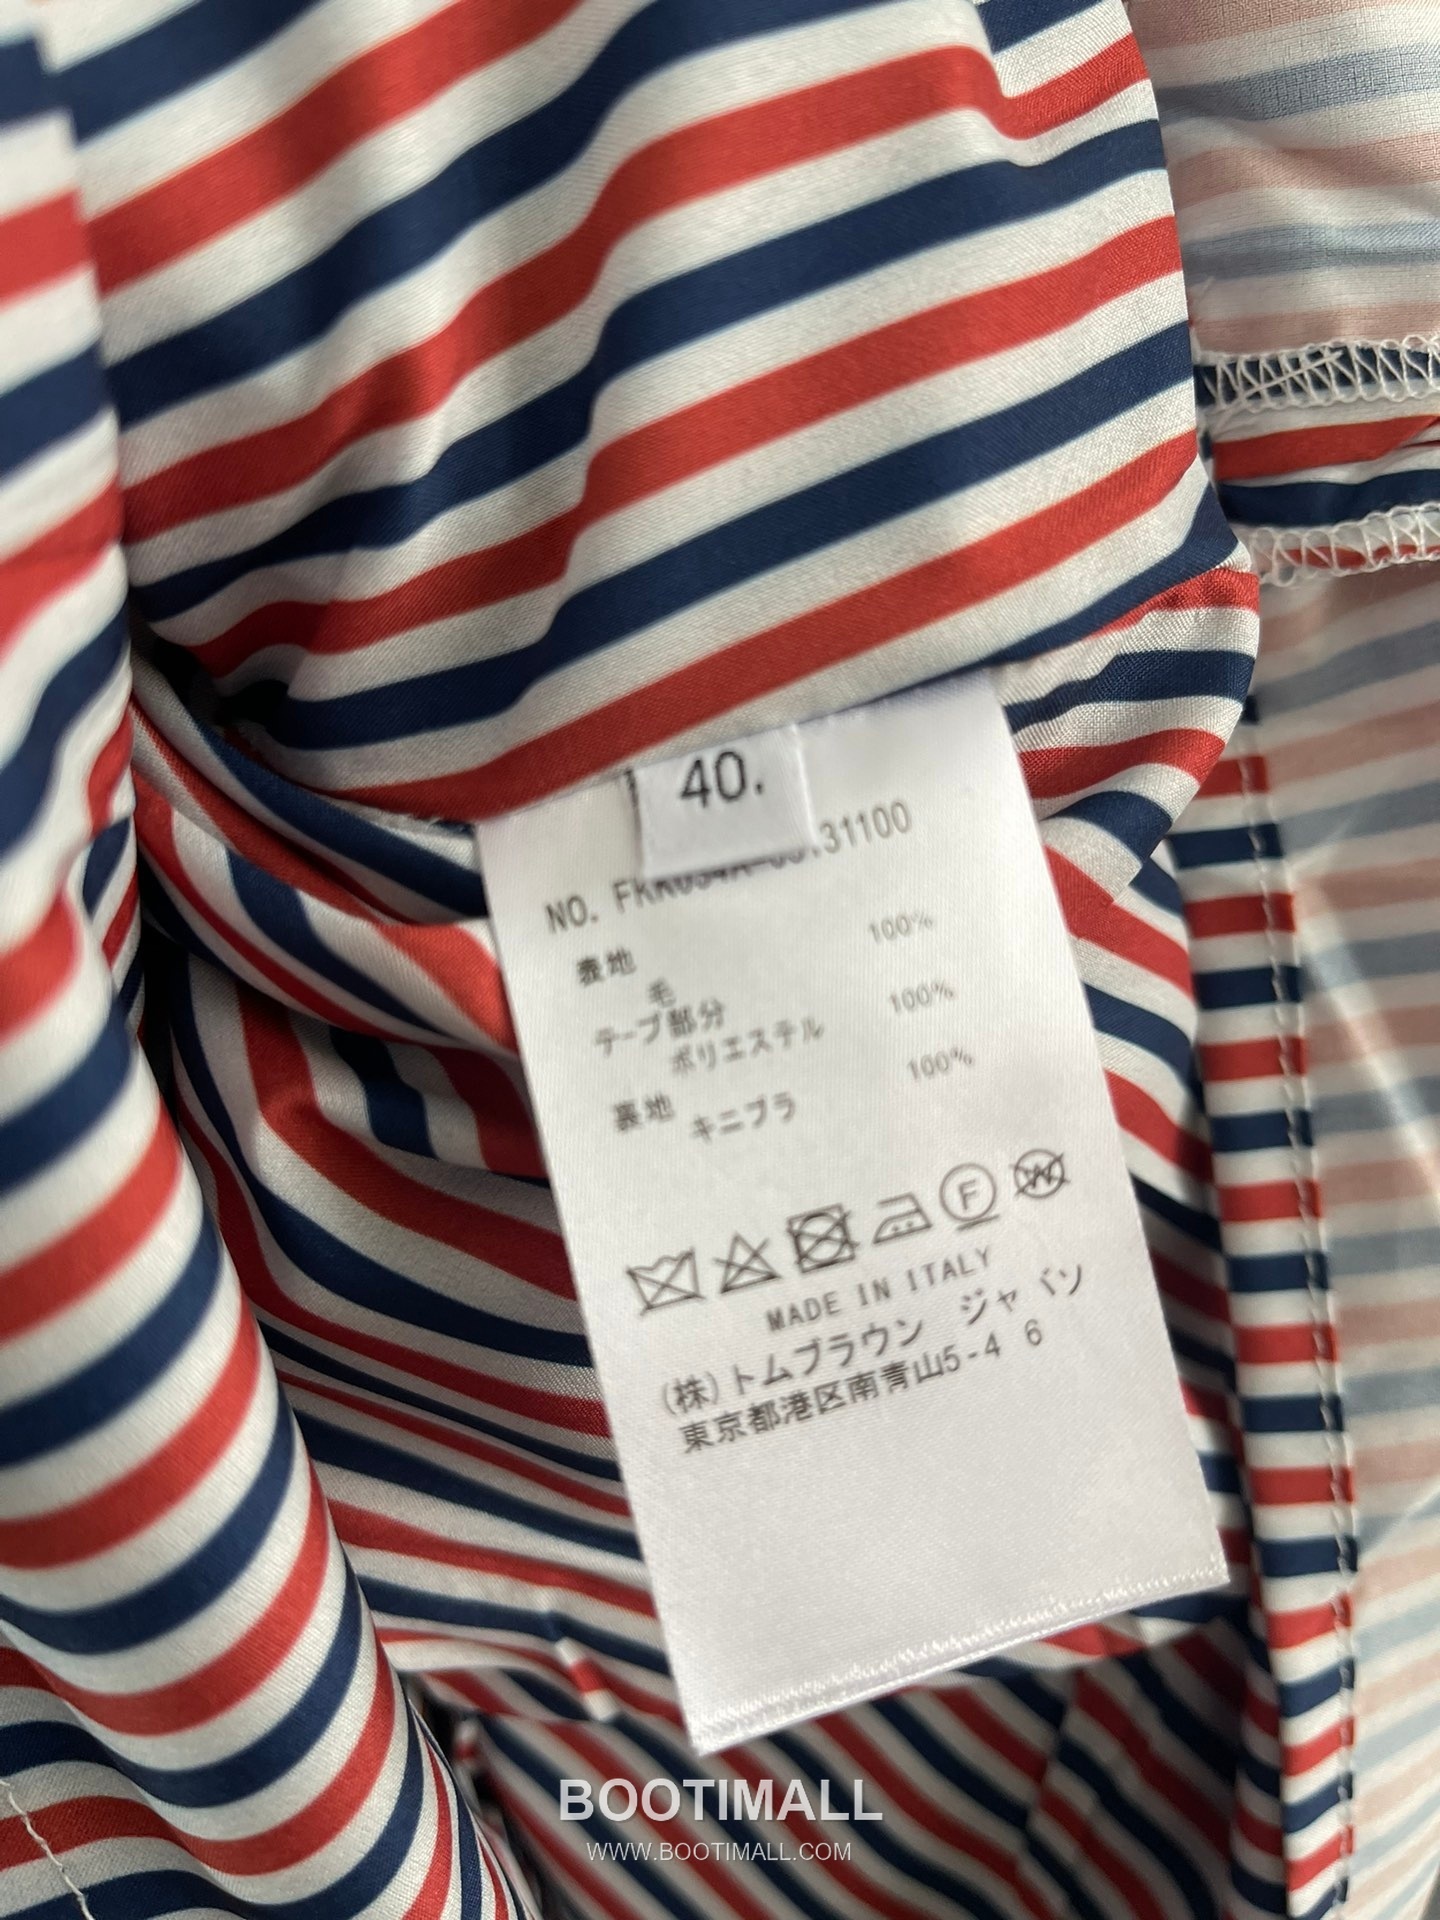 40.
NO. 31100
表地 100%
毛
テープ部分 100%
ポリエステル
裏地 100%
キニプラ
F W
MADE IN ITALY
(株)トムブラウン ジャパン
東京都港区南青山5-4 6
BOOTIMALL
WWW.BOOTIMALL.COM